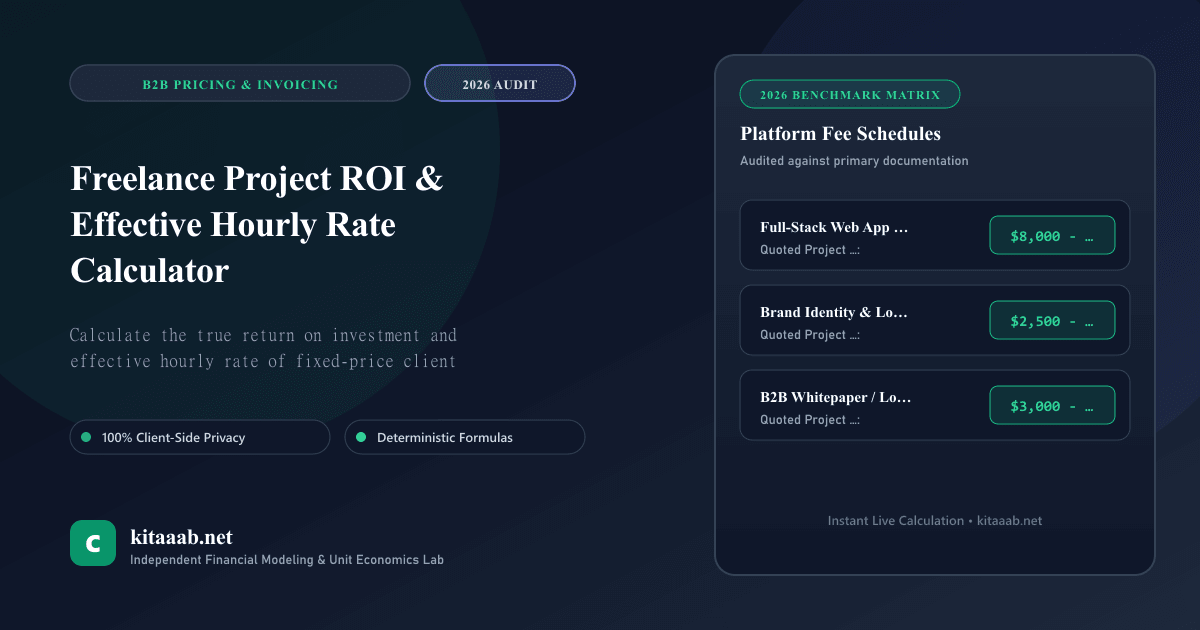 B2B PRICING & INVOICING
2026 AUDIT
Freelance Project ROI &
Effective Hourly Rate
Calculator
Calculate the true return on investment and
effective hourly rate of fixed-price client
100% Client-Side Privacy
Deterministic Formulas
C
kitaaab.net
Independent Financial Modeling & Unit Economics Lab
2026 BENCHMARK MATRIX
Platform Fee Schedules
Audited against primary documentation
Full-Stack Web App …
Quoted Project …:
$8,000 - …
Brand Identity & Lo…
Quoted Project …:
$2,500 - …
B2B Whitepaper / Lo…
Quoted Project …:
$3,000 - …
Instant Live Calculation • kitaaab.net